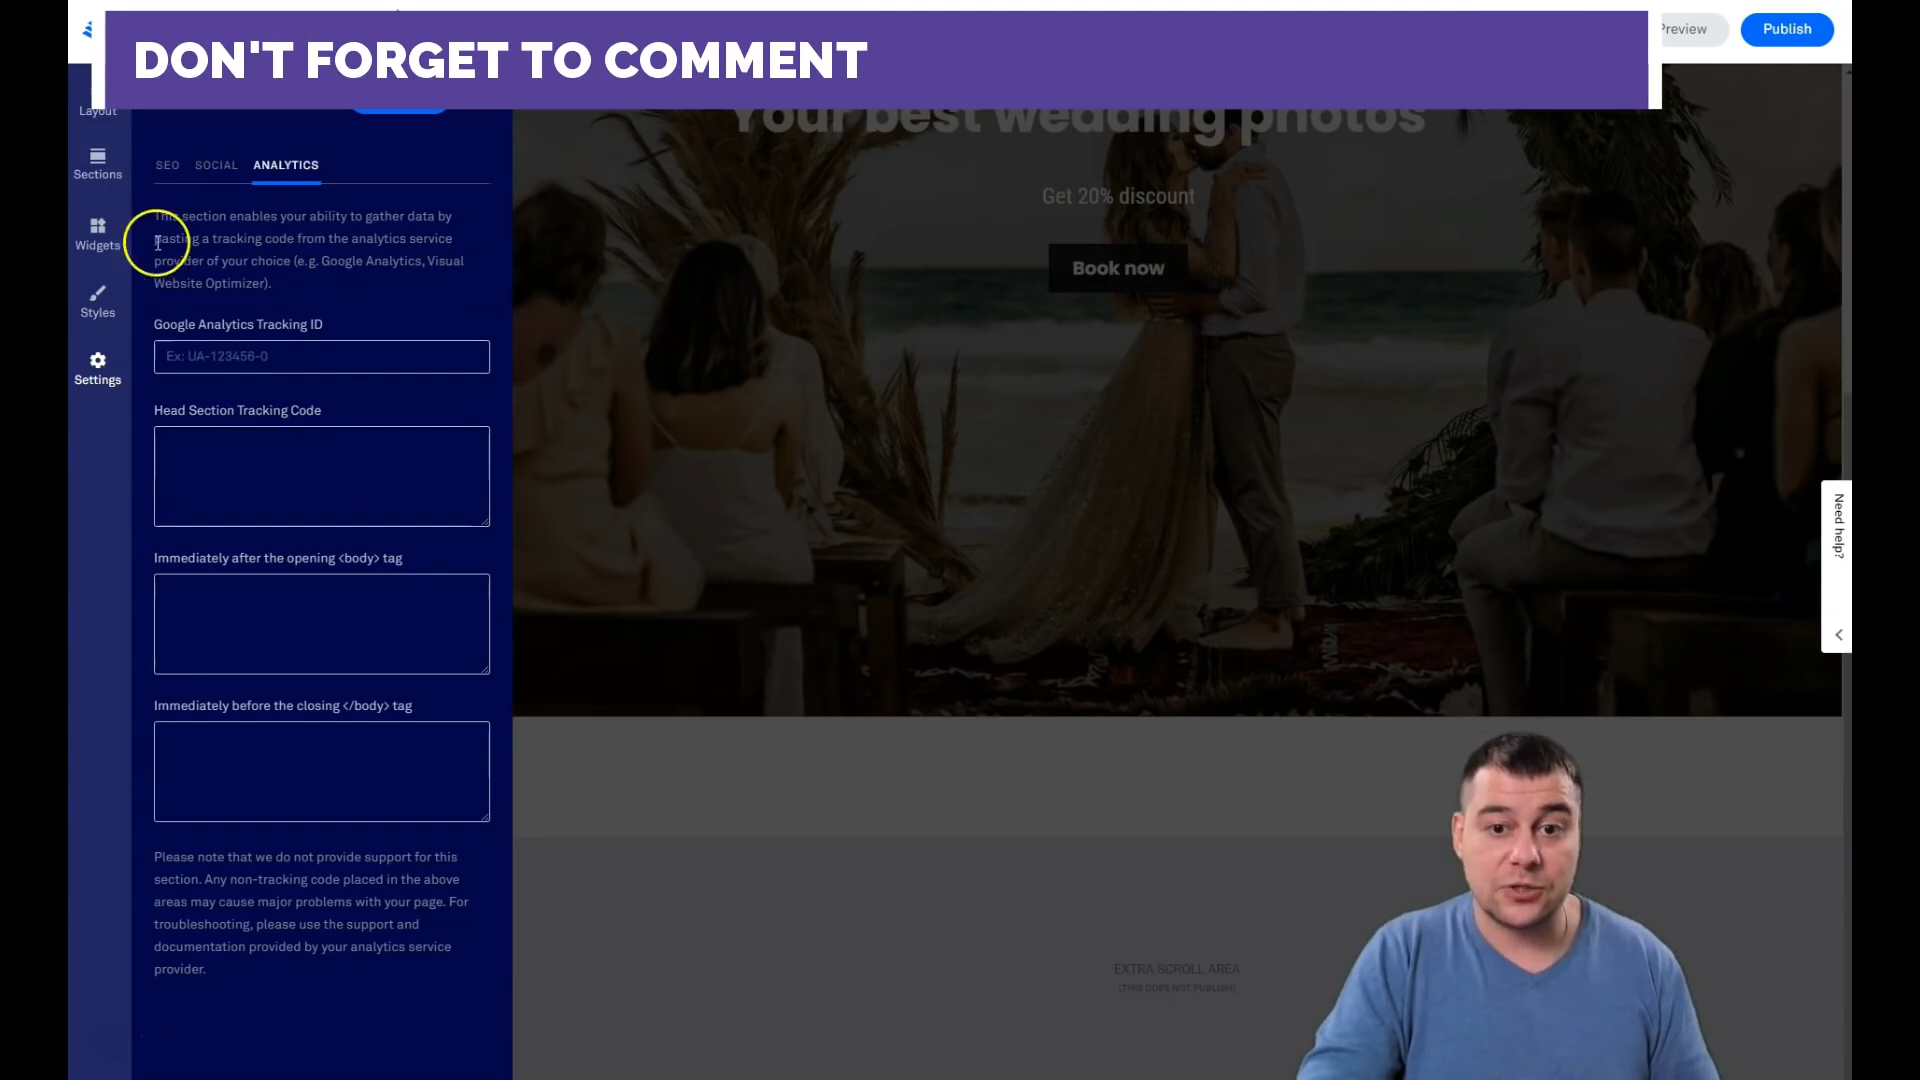 DON'T FORGET TO COMMENT
Preview
Publish
Layout
Sections
Widgets
Styles
Settings
SEO SOCIAL ANALYTICS
This section enables your ability to gather data by
pasting a tracking code from the analytics service
provider of your choice (e.g. Google Analytics, Visual
Website Optimizer).
Google Analytics Tracking ID
Ex: UA-123456-0
Head Section Tracking Code
Immediately after the opening <body> tag
Immediately before the closing </body> tag
Please note that we do not provide support for this
section. Any non-tracking code placed in the above
areas may cause major problems with your page. For
troubleshooting, please use the support and
documentation provided by your analytics service
provider.
Your best wedding photos
Get 20% discount
Book now
Need help?
EXTRA SCROLL AREA
(THIS DOES NOT PUBLISH)